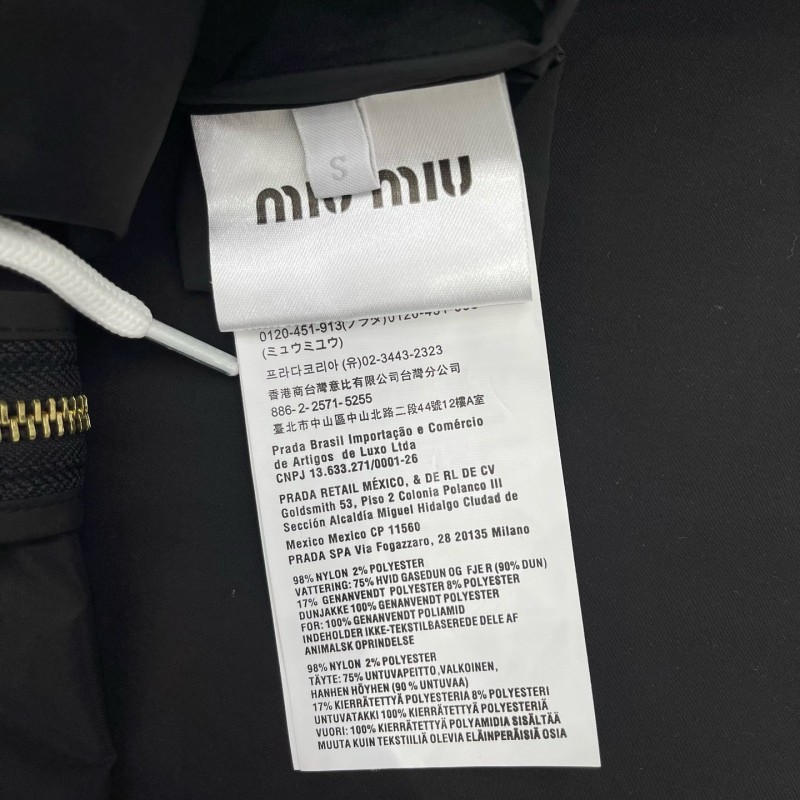 S
miu miu
0120-451-913(プラダ)0120-451-
(ミュウミュウ)
프라다코리아 (유)02-3443-2323
香港商台灣意比有限公司台灣分公司
886-2-2571-5255
臺北市中山區中山北路二段44號12樓A室
Prada Brasil Importação e Comércio
de Artigos de Luxo Ltda
CNPJ 13.633.271/0001-26
PRADA RETAIL MÉXICO, & DE RL DE CV
Goldsmith 53, Piso 2 Colonia Polanco III
Sección Alcaldía Miguel Hidalgo Ciudad de
Mexico Mexico CP 11560
PRADA SPA Via Fogazzaro, 28 20135 Milano
98% NYLON 2% POLYESTER
VATTERING: 75% HVID GASEDUN OG FJER (90% DUN)
17% GENANVENDT POLYESTER 8% POLYESTER
DUNJAKKE 100% GENANVENDT POLYESTER
FOR: 100% GENANVENDT POLIAMID
INDEHOLDER IKKE-TEKSTILBASEREDE DELE AF
ANIMALSK OPRINDELSE
98% NYLON 2% POLYESTER
TÄYTE: 75% UNTUVAPEITTO, VALKOINEN,
HANHEN HÖYHEN (90 % UNTUVAA)
17% KIERRÄTETTYÄ POLYESTERIA 8% POLYESTERI
UNTUVATAKKI 100% KIERRÄTETTYÄ POLYESTERIÄ
VUORI: 100% KIERRÄTETTYÄ POLYAMIDIA SISÄLTÄÄ
MUUTA KUIN TEKSTIILIÄ OLEVIA ELÄINPERÄISIÄ OSIA